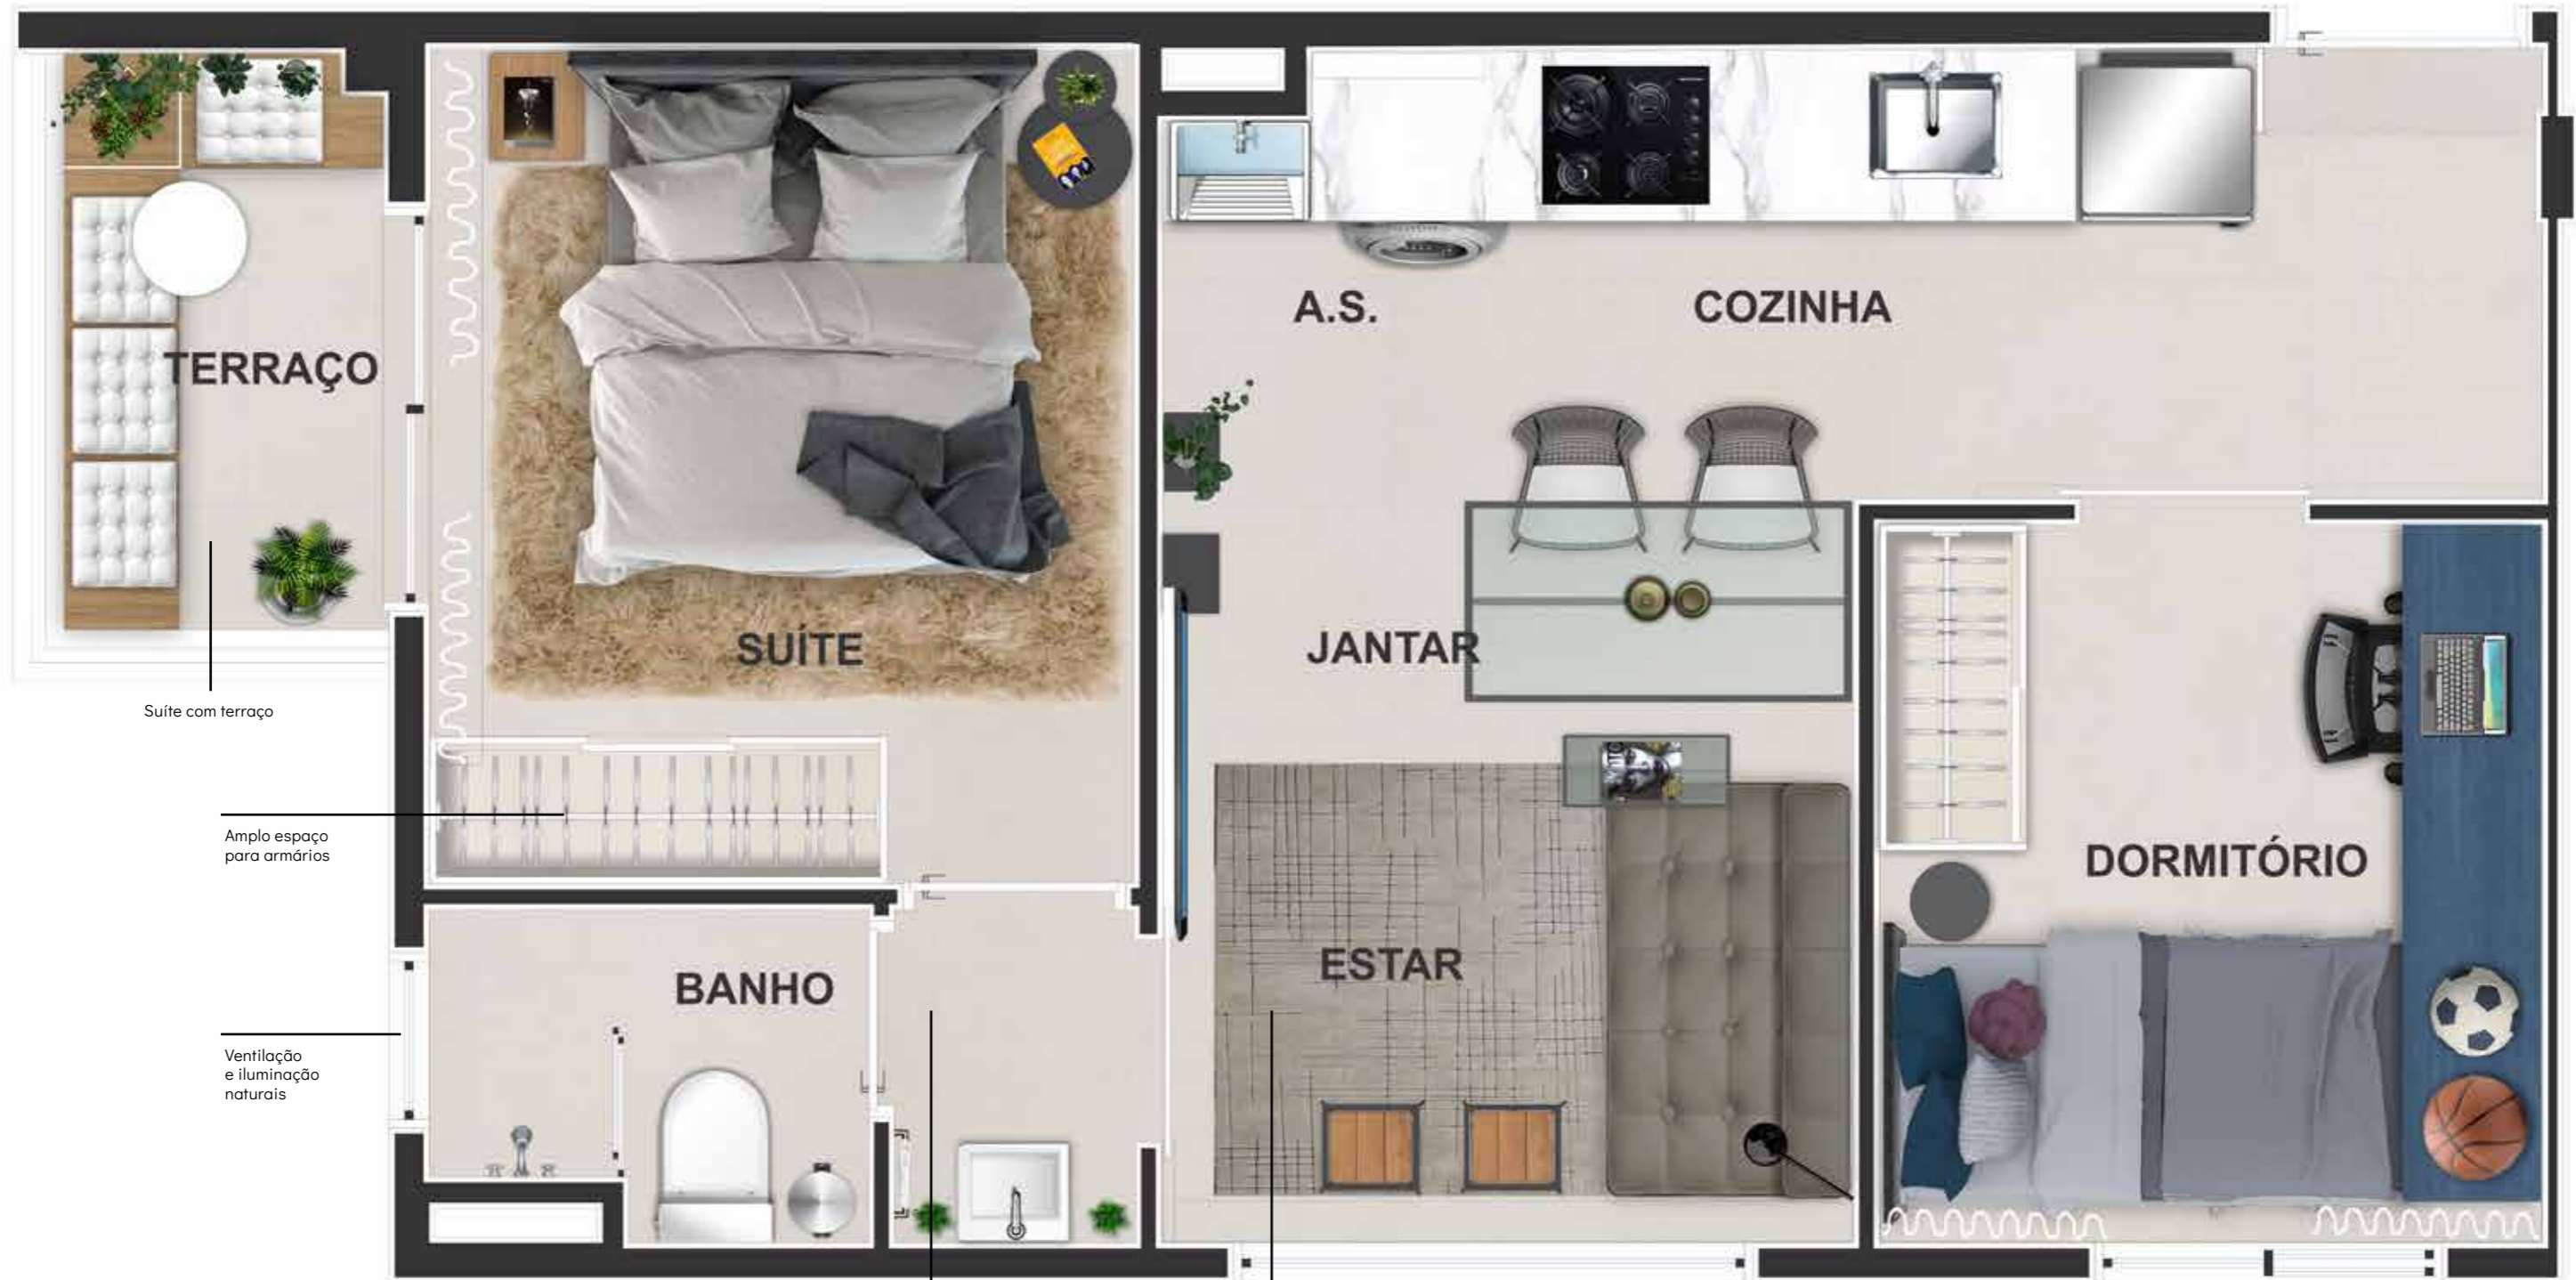 A.S.
COZINHA
TERRAÇO
SUÍTE
JANTAR
Suíte com terraço
Amplo espaço
para armários
DORMITÓRIO
ESTAR
BANHO
Ventilação
e iluminação
naturais